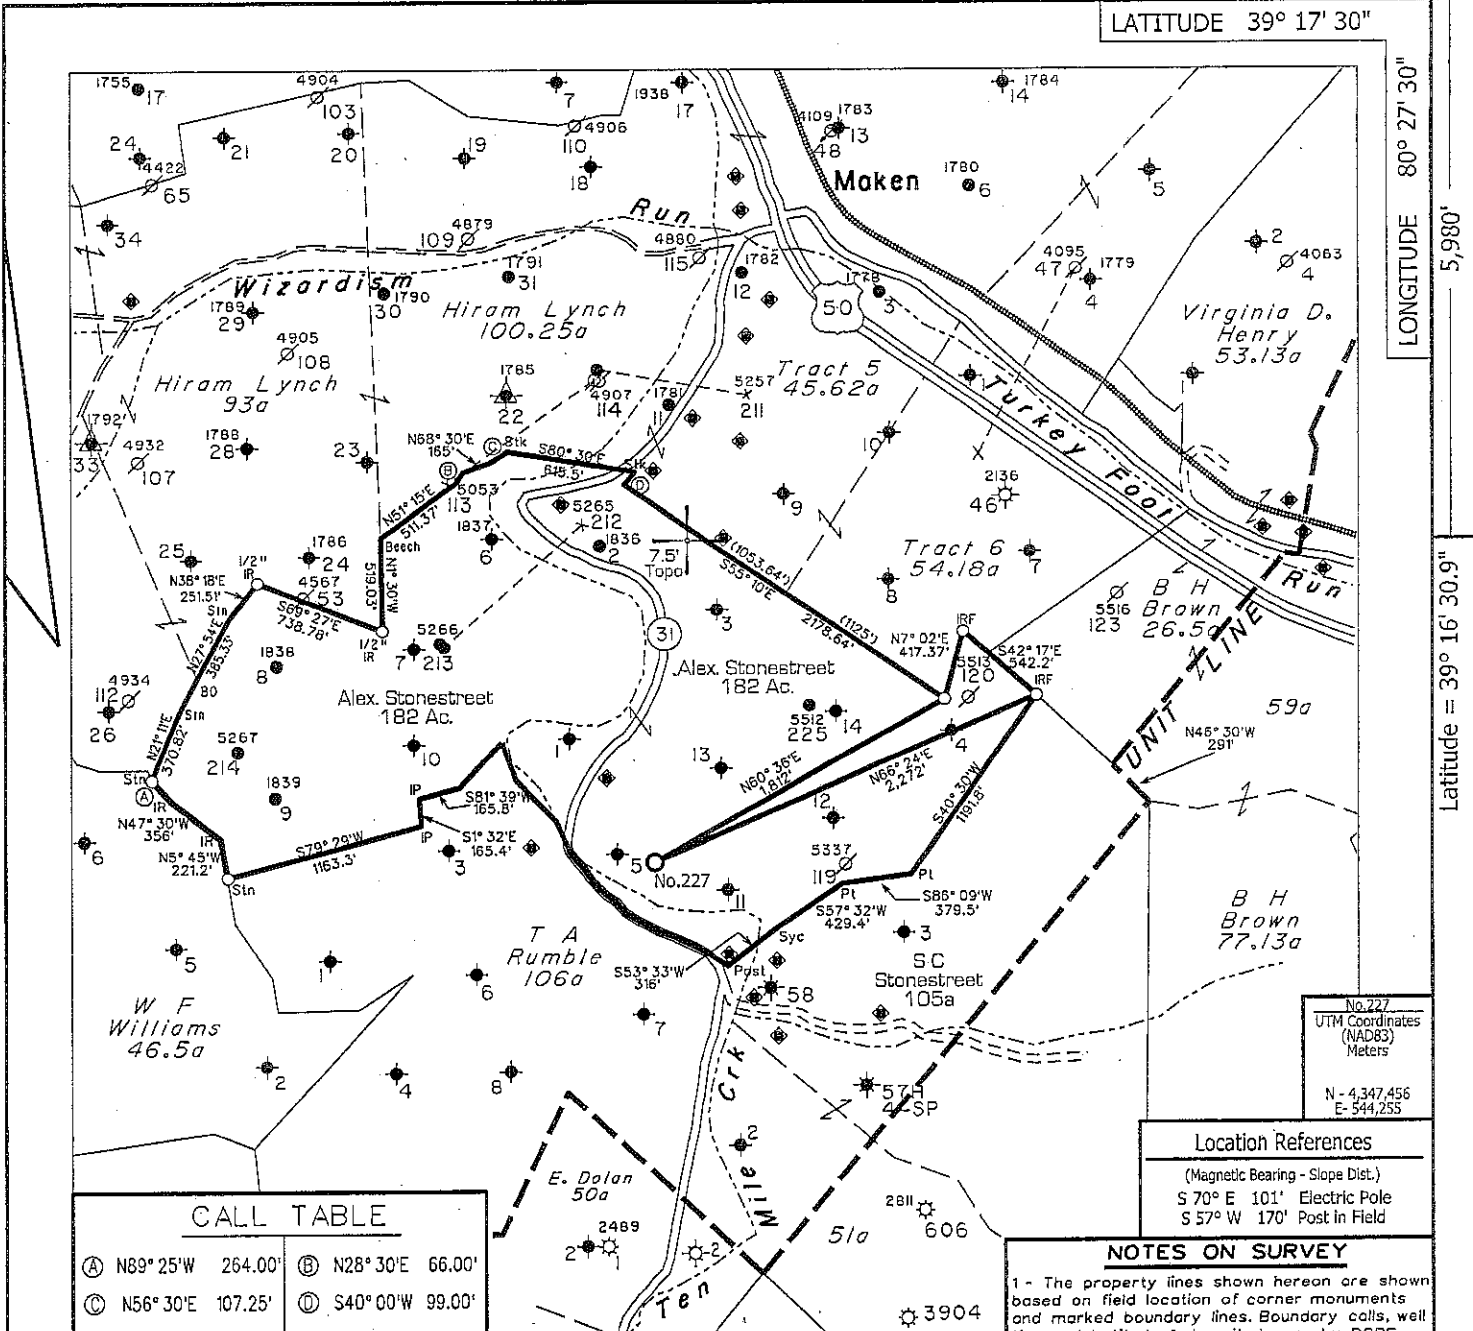 LATITUDE 39° 17' 30"
LONGITUDE 80° 27' 30"
5,980'
Latitude = 39° 16' 30.9"
1755
17
4904
103
7
1938
17
1784
14
4906
110
4109
1783
13
48
24
21
20
19
18
4422
65
Maken
1780
6
5
34
Run
109
4879
4880
115
1782
12
2
4063
4
4095
47
1779
4
1778
3
50
Wizardism
1791
31
1790
30
1789
29
Hiram Lynch
100.25a
Virginia D.
Henry
53.13a
4905
108
Hiram Lynch
93a
1785
22
4907
114
5257
211
1781
11
Tract 5
45.62a
1
1
Turkey Foot
Run
1792'
33
4932
107
1788
28
23
N68° 30'E
165'
C
Stk
S80° 30'E
615.5'
Stk
D
B
10
2136
46
9
5053
113
N51° 15'E
511.37'
1837
6
5265
212
1836
2
7.5'
Topo
(1053.64')
S55° 10'E
(1125')
2178.64'
Tract 6
54.18a
7
8
5516
123
B H
Brown
26.5a
Beech
N1° 30'W
519.03'
25
1786
24
1/2"
IR
N38° 18'E
251.51'
4567
53
S69° 27'E
738.78'
1/2"
IR
Stn
N27° 54'E
385.33'
BO
Stn
3
31
N7° 02'E
417.37'
IRF
S42° 17'E
542.2'
5513
120
IRF
5266
7
213
1838
8
4934
112
26
Alex. Stonestreet
182 Ac.
Alex. Stonestreet
182 Ac.
5512
225
14
4
59a
UNIT LINE
N46° 30'W
291'
N21° 11'E
370.82'
5267
214
10
1
13
N60° 36'E
1,812'
N66° 24'E
2,272'
S40° 30'W
1191.8'
12
Stn
A
IR
N47° 30'W
356'
IR
N5° 45'W
221.2'
1839
9
IP
S81° 39'W
165.8'
IP
S1° 32'E
165.4'
S79° 29'W
1163.3'
Stn
6
3
5
No.227
5337
119
11
Pt
Pt
S86° 09'W
379.5'
S57° 32'W
429.4'
B H
Brown
77.13a
Syc
S53° 33'W
316'
Post
3
S C
Stonestreet
105a
T A
Rumble
106a
5
1
6
7
58
W F
Williams
46.5a
2
4
8
57A
4-SP
2
Ten Mile Crk
E. Dolan
50a
2489
2
1
2
51a
2811
606
3904
No.227
UTM Coordinates
(NAD83)
Meters
N - 4,347,456
E- 544,255
Location References
(Magnetic Bearing - Slope Dist.)
S 70° E 101' Electric Pole
S 57° W 170' Post in Field
CALL TABLE
A N89° 25'W 264.00' B N28° 30'E 66.00'
C N56° 30'E 107.25' D S40° 00'W 99.00'
NOTES ON SURVEY
1 - The property lines shown hereon are shown
based on field location of corner monuments
and marked boundary lines. Boundary calls, well